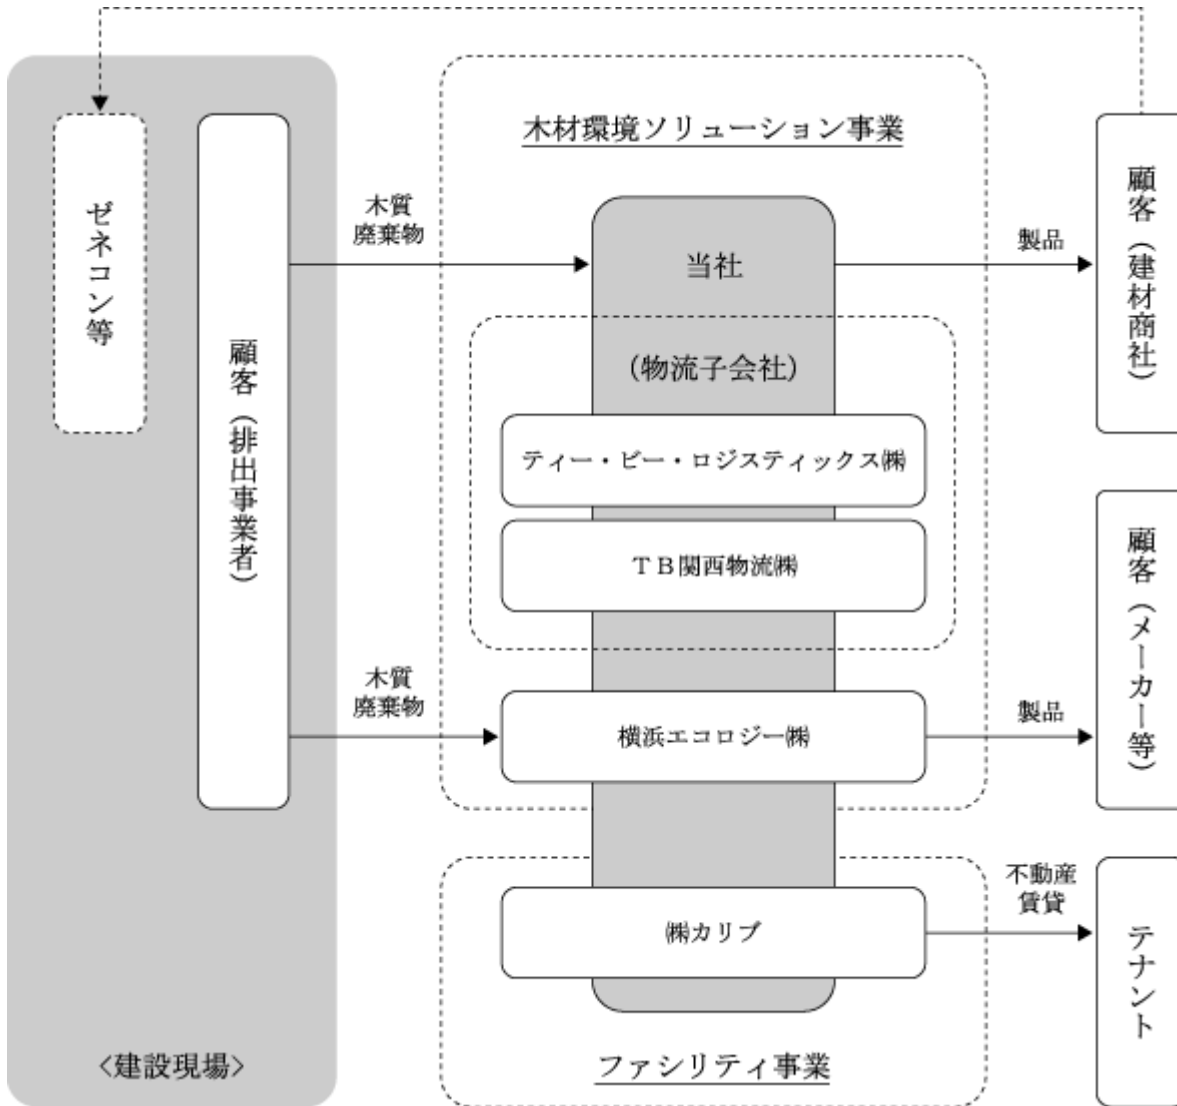 木材環境ソリューション事業
ゼネコン等
顧客（排出事業者）
木質
廃棄物
当社
製品
顧客（建材商社）
（物流子会社）
ティー・ビー・ロジスティックス㈱
ＴＢ関西物流㈱
木質
廃棄物
横浜エコロジー㈱
製品
顧客（メーカー等）
㈱カリブ
不動産
賃貸
テナント
<建設現場>
ファシリティ事業